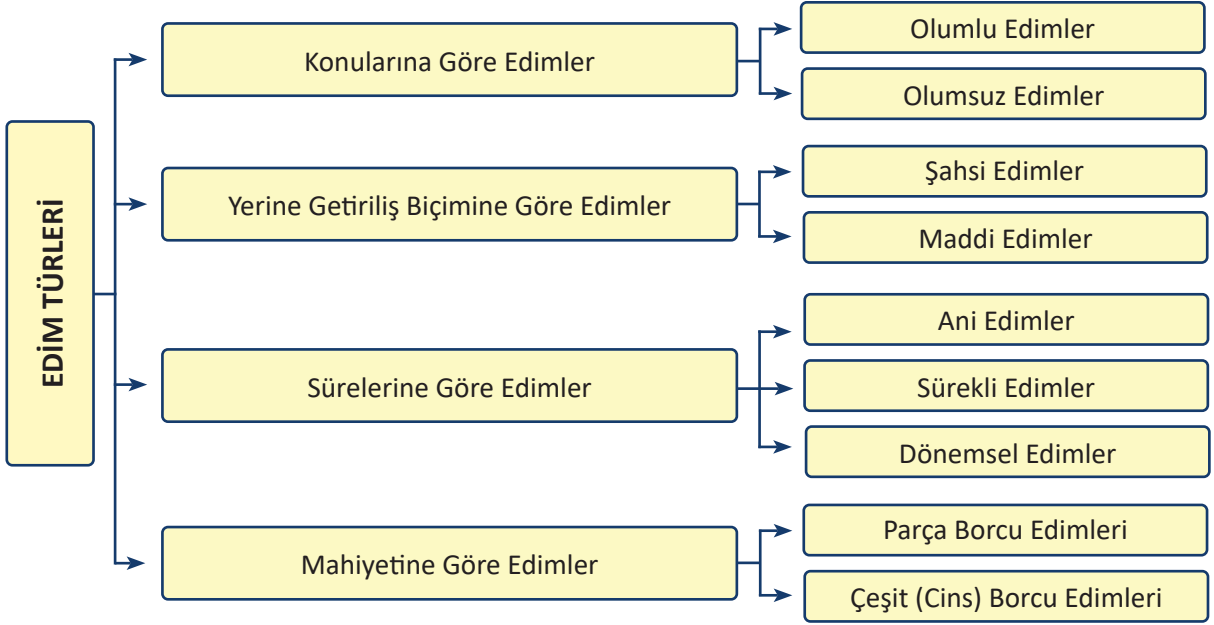 EDİM TÜRLERİ
Konularına Göre Edimler
Olumlu Edimler
Olumsuz Edimler
Yerine Getiriliş Biçimine Göre Edimler
Şahsi Edimler
Maddi Edimler
Sürelerine Göre Edimler
Ani Edimler
Sürekli Edimler
Dönemsel Edimler
Mahiyetine Göre Edimler
Parça Borcu Edimleri
Çeşit (Cins) Borcu Edimleri